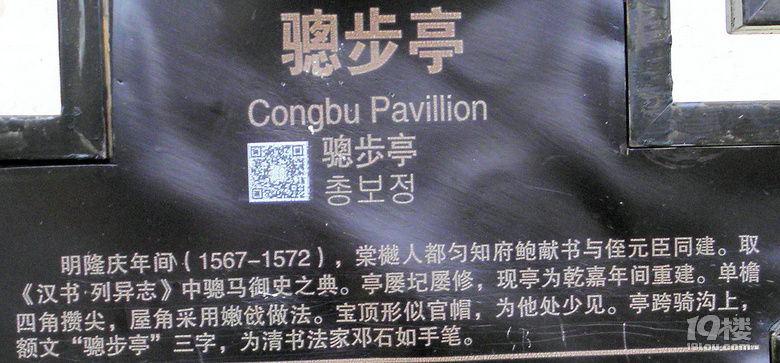 骢步亭
Congbu Pavillion
骢步亭
총보정
明隆庆年间(1567-1572)，棠樾人都匀知府鲍献书与侄元臣同建。取
《汉书·列异志》中骢马御史之典。亭屡圮屡修，现亭为乾嘉年间重建。单檐
四角攒尖，屋角采用嫩戗做法。宝顶形似官帽，为他处少见。亭跨骑沟上，
额文“骢步亭”三字，为清书法家邓石如手笔。
19楼
19lou.com